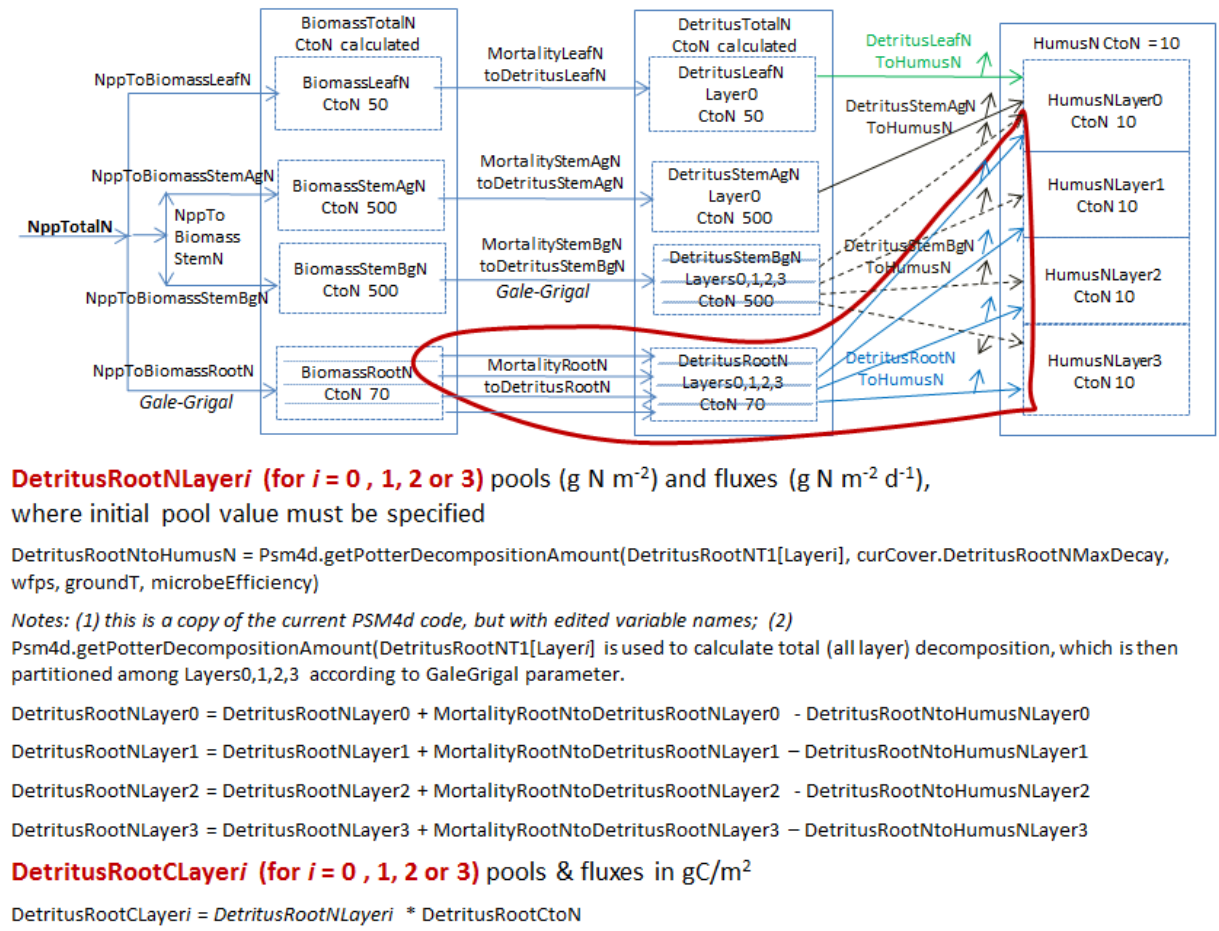 BiomassTotalN
CtoN calculated
DetritusTotalN
CtoN calculated
HumusN CtoN = 10
NppToBiomassLeafN
BiomassLeafN
CtoN 50
MortalityLeafN
toDetritusLeafN
DetritusLeafN
Layer0
CtoN 50
DetritusLeafN
ToHumusN
HumusNLayer0
CtoN 10
DetritusStemAgN
ToHumusN
NppToBiomassStemAgN
BiomassStemAgN
CtoN 500
MortalityStemAgN
toDetritusStemAgN
DetritusStemAgN
Layer0
CtoN 500
HumusNLayer1
CtoN 10
NppTotalN
NppTo
Biomass
StemN
NppToBiomassStemBgN
BiomassStemBgN
CtoN 500
MortalityStemBgN
toDetritusStemBgN
Gale-Grigal
DetritusStemBgN
Layers0,1,2,3
CtoN 500
DetritusStemBgN
ToHumusN
HumusNLayer2
CtoN 10
NppToBiomassRootN
Gale-Grigal
BiomassRootN
CtoN 70
MortalityRootN
toDetritusRootN
DetritusRootN
Layers0,1,2,3
CtoN 70
DetritusRootN
ToHumusN
HumusNLayer3
CtoN 10
DetritusRootNLayeri (for i = 0 , 1, 2 or 3) pools (g N m-2) and fluxes (g N m-2 d-1),
where initial pool value must be specified
DetritusRootNtoHumusN = Psm4d.getPotterDecompositionAmount(DetritusRootNT1[Layeri], curCover.DetritusRootNMaxDecay,
wfps, groundT, microbeEfficiency)
Notes: (1) this is a copy of the current PSM4d code, but with edited variable names; (2)
Psm4d.getPotterDecompositionAmount(DetritusRootNT1[Layeri] is used to calculate total (all layer) decomposition, which is then
partitioned among Layers0,1,2,3 according to GaleGrigal parameter.
DetritusRootNLayer0 = DetritusRootNLayer0 + MortalityRootNtoDetritusRootNLayer0 - DetritusRootNtoHumusNLayer0
DetritusRootNLayer1 = DetritusRootNLayer1 + MortalityRootNtoDetritusRootNLayer1 – DetritusRootNtoHumusNLayer1
DetritusRootNLayer2 = DetritusRootNLayer2 + MortalityRootNtoDetritusRootNLayer2 - DetritusRootNtoHumusNLayer2
DetritusRootNLayer3 = DetritusRootNLayer3 + MortalityRootNtoDetritusRootNLayer3 – DetritusRootNtoHumusNLayer3
DetritusRootCLayeri (for i = 0 , 1, 2 or 3) pools & fluxes in gC/m2
DetritusRootCLayeri = DetritusRootNLayeri * DetritusRootCtoN